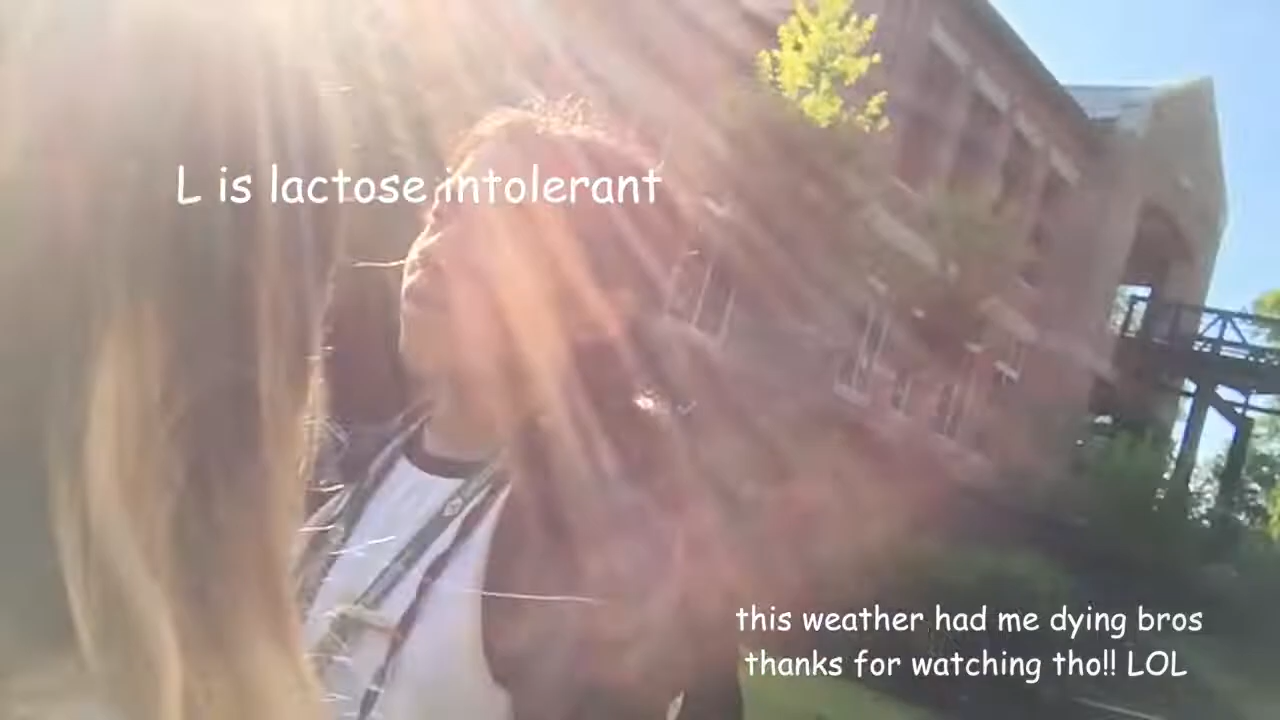 L is lactose intolerant
this weather had me dying bros
thanks for watching tho!! LOL